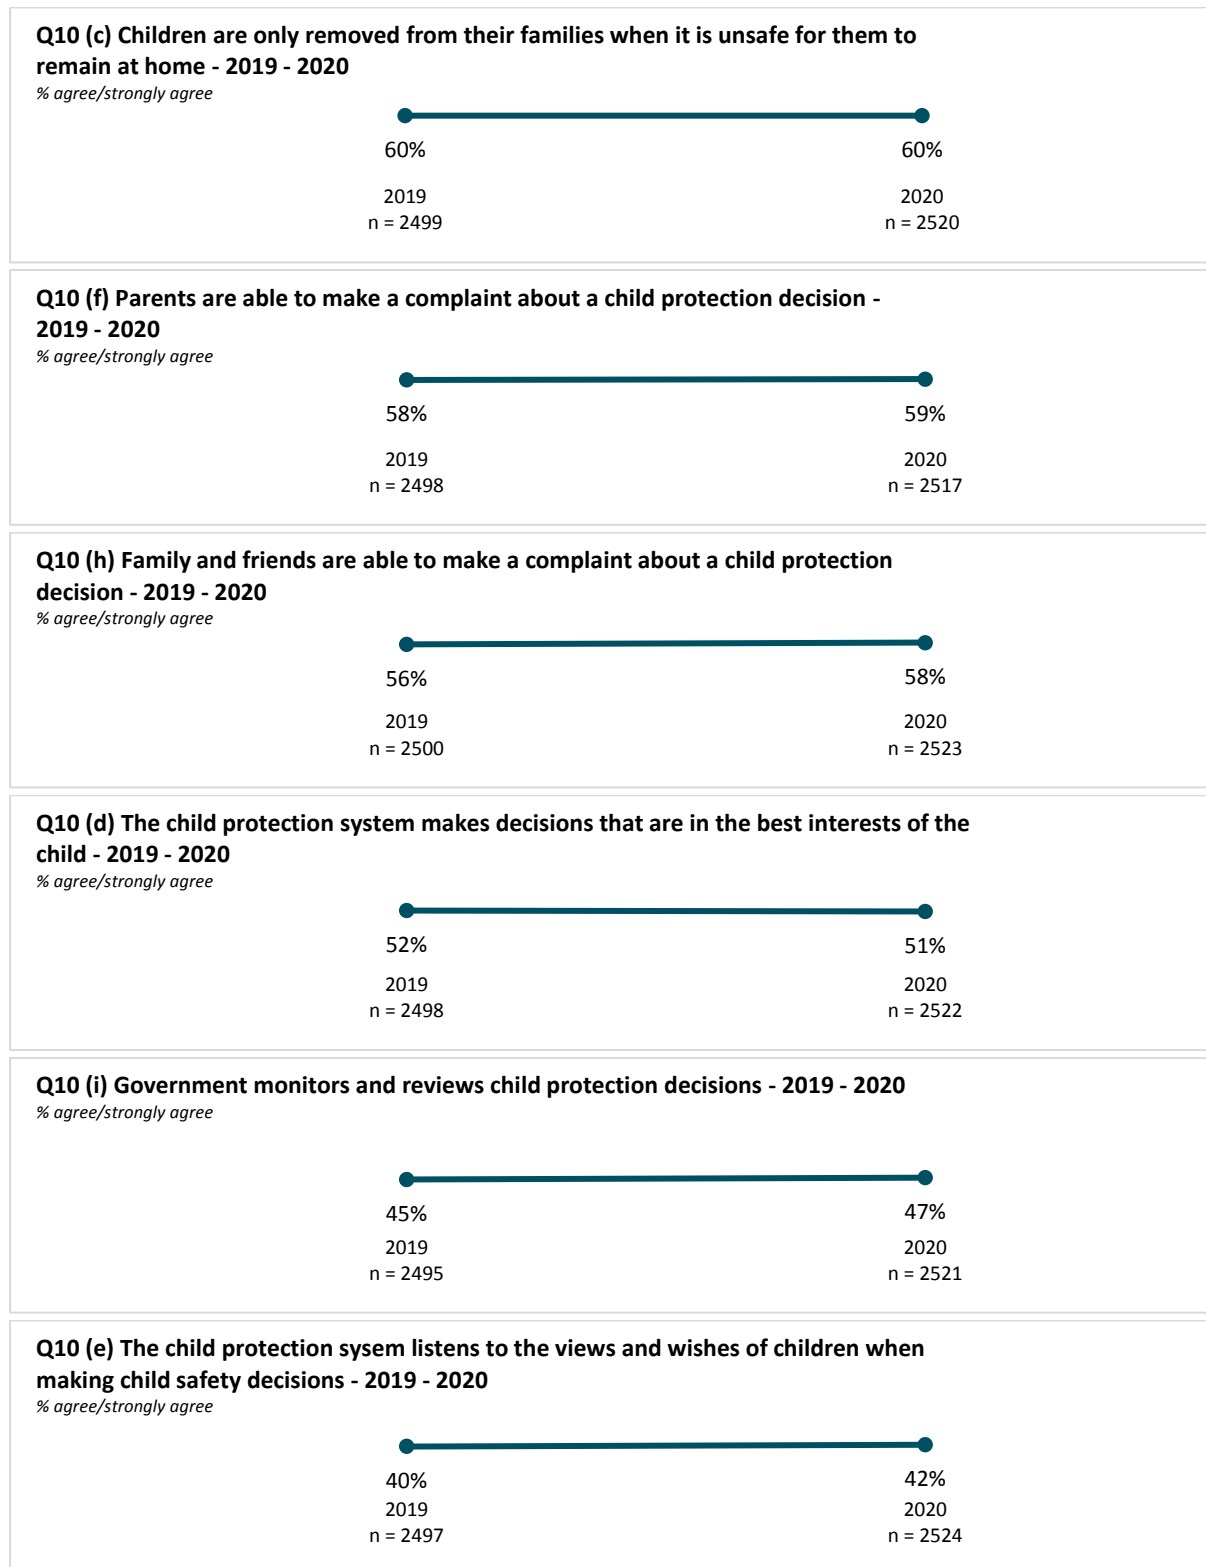 Q10 (c) Children are only removed from their families when it is unsafe for them to
remain at home - 2019 - 2020
% agree/strongly agree
60% 60%
2019 2020
n = 2499 n = 2520
Q10 (f) Parents are able to make a complaint about a child protection decision -
2019 - 2020
% agree/strongly agree
58% 59%
2019 2020
n = 2498 n = 2517
Q10 (h) Family and friends are able to make a complaint about a child protection
decision - 2019 - 2020
% agree/strongly agree
56% 58%
2019 2020
n = 2500 n = 2523
Q10 (d) The child protection system makes decisions that are in the best interests of the
child - 2019 - 2020
% agree/strongly agree
52% 51%
2019 2020
n = 2498 n = 2522
Q10 (i) Government monitors and reviews child protection decisions - 2019 - 2020
% agree/strongly agree
45% 47%
2019 2020
n = 2495 n = 2521
Q10 (e) The child protection sysem listens to the views and wishes of children when
making child safety decisions - 2019 - 2020
% agree/strongly agree
40% 42%
2019 2020
n = 2497 n = 2524